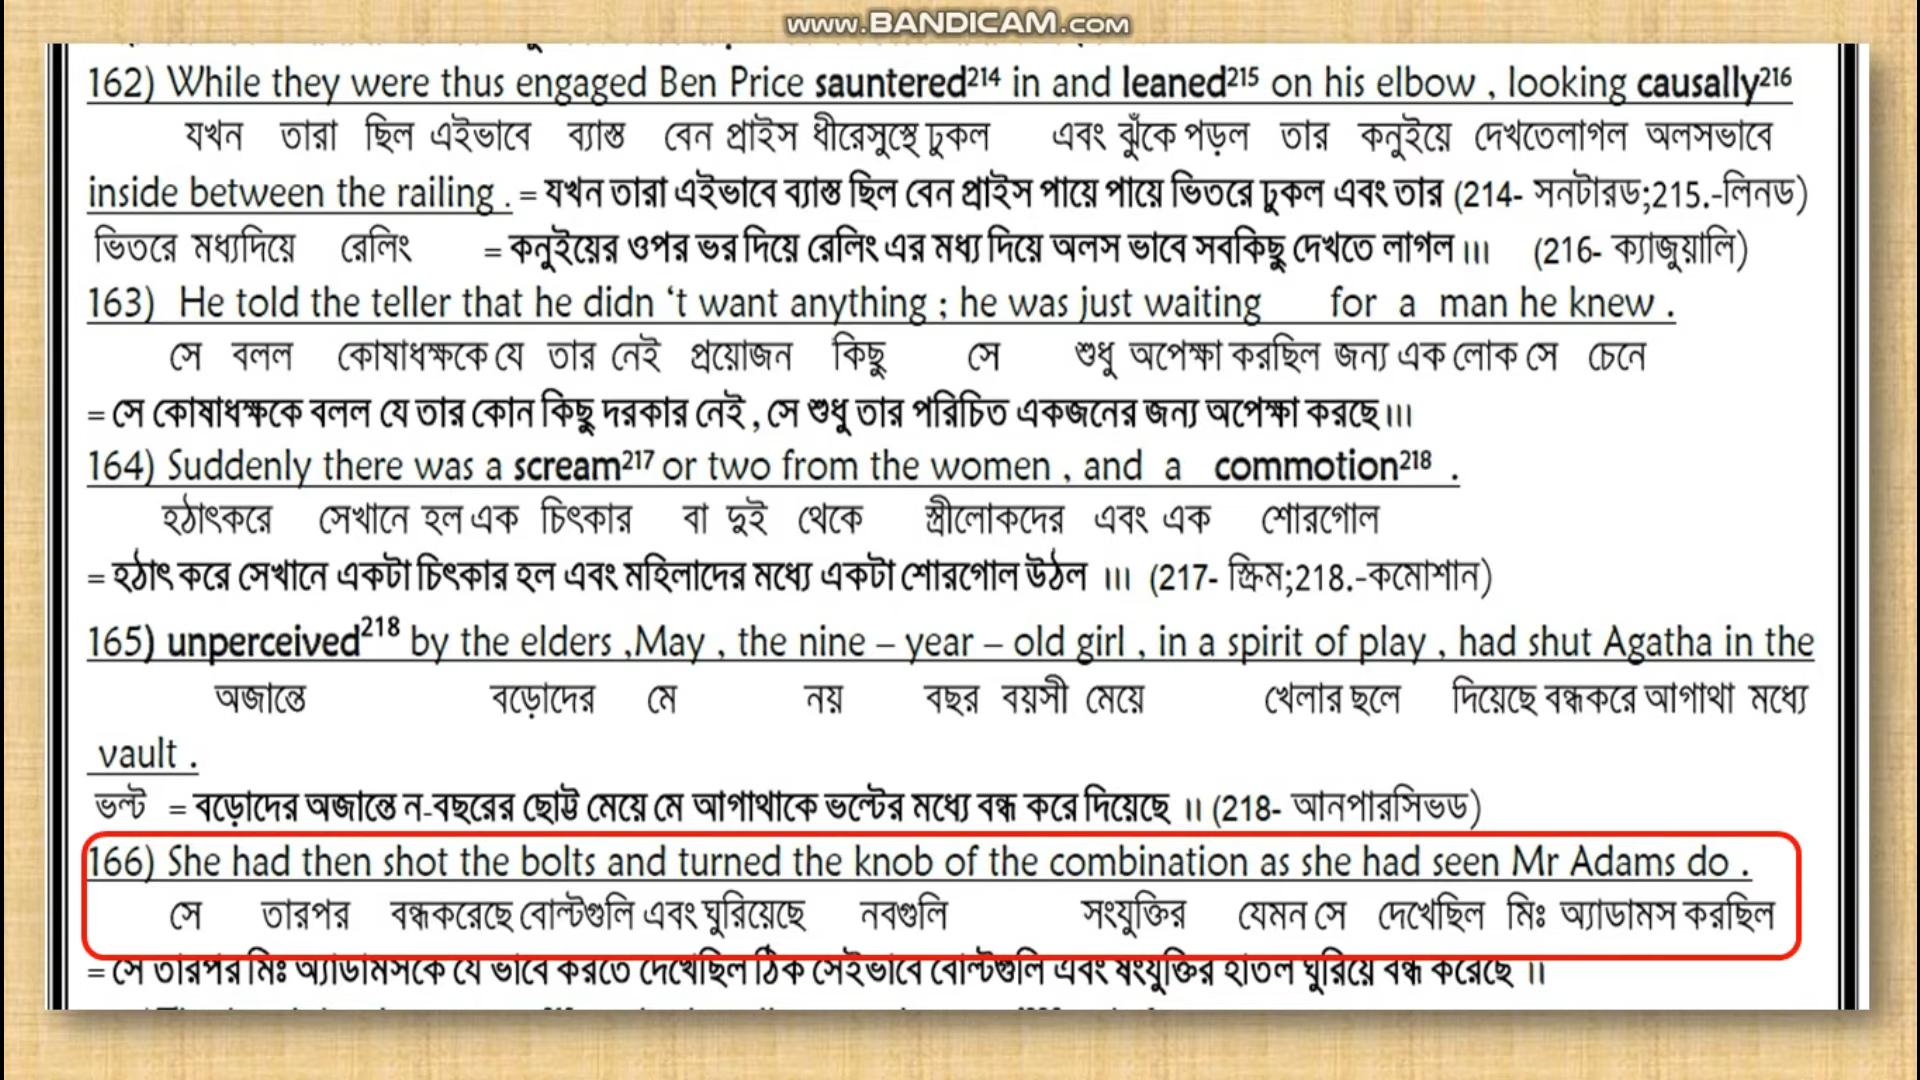 www.BANDICAM.com
162) While they were thus engaged Ben Price sauntered²¹⁴ in and leaned²¹⁵ on his elbow , looking causally²¹⁶
যখন তারা ছিল এইভাবে ব্যাস্ত বেন প্রাইস ধীরেসুস্থে ঢুকল এবং ঝুঁকে পড়ল তার কনুইয়ে দেখতেলাগল অলসভাবে
inside between the railing . = যখন তারা এইভাবে ব্যাস্ত ছিল বেন প্রাইস পায়ে পায়ে ভিতরে ঢুকল এবং তার (214- সনটারড;215.-লিনড)
ভিতরে মধ্যদিয়ে রেলিং = কনুইয়ের ওপর ভর দিয়ে রেলিং এর মধ্য দিয়ে অলস ভাবে সবকিছু দেখতে লাগল ।।। (216- ক্যাজুয়ালি)
163) He told the teller that he didn ‘t want anything ; he was just waiting for a man he knew .
সে বলল কোষাধক্ষকে যে তার নেই প্রয়োজন কিছু সে শুধু অপেক্ষা করছিল জন্য এক লোক সে চেনে
= সে কোষাধক্ষকে বলল যে তার কোন কিছু দরকার নেই , সে শুধু তার পরিচিত একজনের জন্য অপেক্ষা করছে।।।
164) Suddenly there was a scream²¹⁷ or two from the women , and a commotion²¹⁸ .
হঠাৎকরে সেখানে হল এক চিৎকার বা দুই থেকে স্ত্রীলোকদের এবং এক শোরগোল
= হঠাৎ করে সেখানে একটা চিৎকার হল এবং মহিলাদের মধ্যে একটা শোরগোল উঠল ।।। (217- স্ক্রিম;218.-কমোশান)
165) unperceived²¹⁸ by the elders ,May , the nine – year – old girl , in a spirit of play , had shut Agatha in the
অজান্তে বড়োদের মে নয় বছর বয়সী মেয়ে খেলার ছলে দিয়েছে বন্ধকরে আগাথা মধ্যে
vault .
ভল্ট = বড়োদের অজান্তে ন-বছরের ছোট্ট মেয়ে মে আগাথাকে ভল্টের মধ্যে বন্ধ করে দিয়েছে ।। (218- আনপারসিভড)
166) She had then shot the bolts and turned the knob of the combination as she had seen Mr Adams do .
সে তারপর বন্ধকরেছে বোল্টগুলি এবং ঘুরিয়েছে নবগুলি সংযুক্তির যেমন সে দেখেছিল মিঃ অ্যাডামস করছিল
= সে তারপর মিঃ অ্যাডামসকে যে ভাবে করতে দেখেছিল ঠিক সেইভাবে বোল্টগুলি এবং ষংযুক্তির হাতল ঘুরিয়ে বন্ধ করেছে ।।